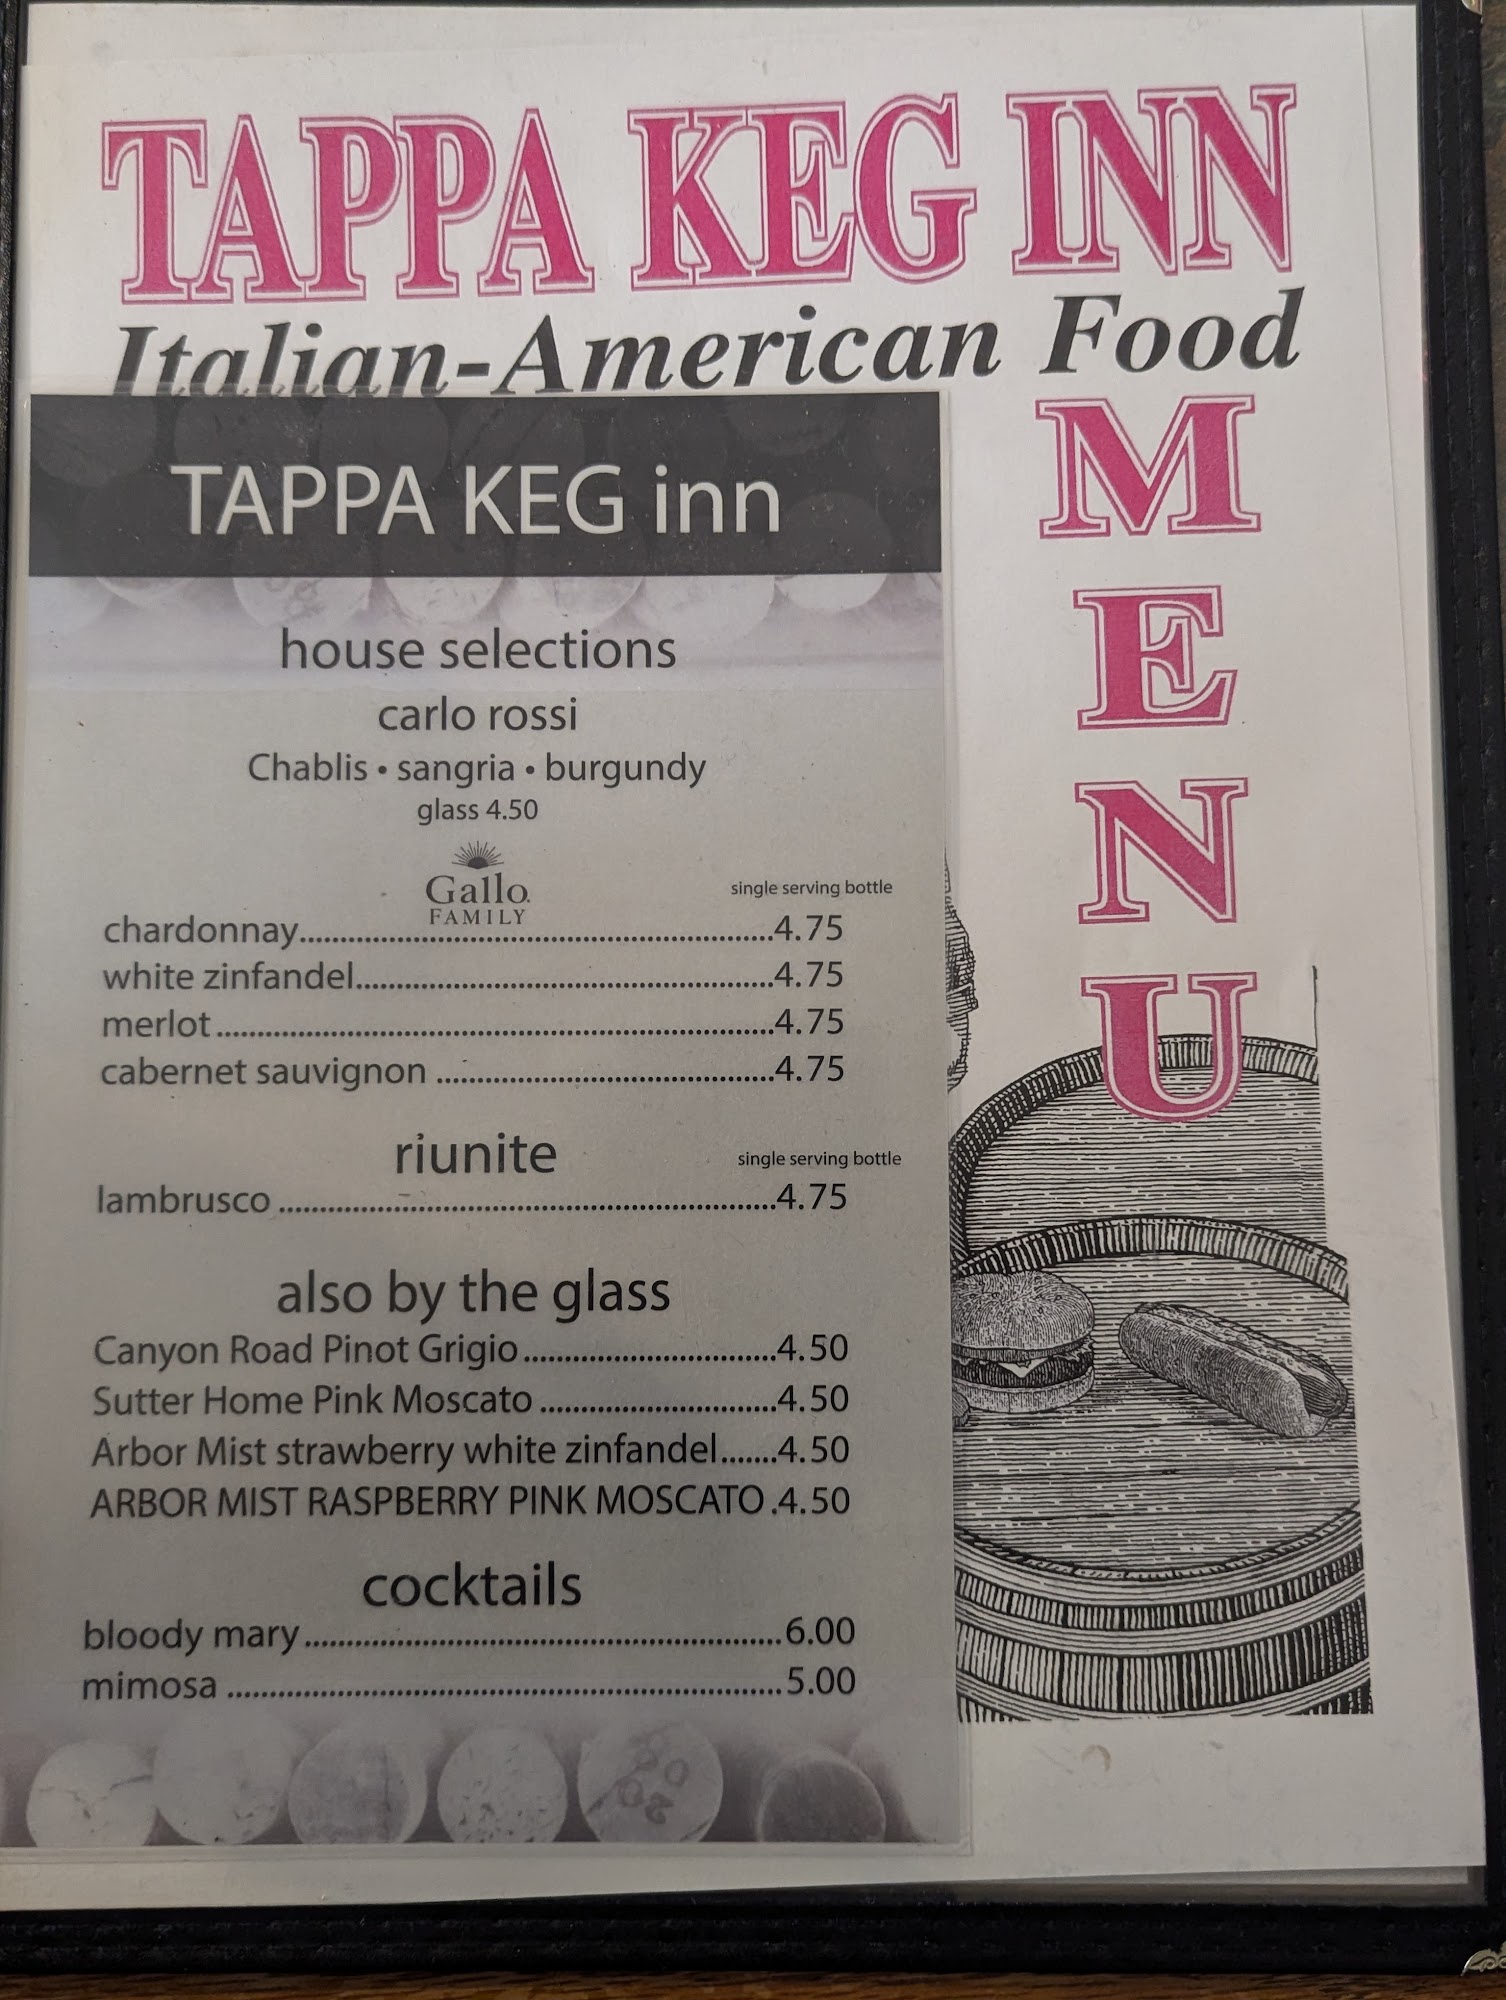 TAPPA KEG INN
Italian-American Food
MENU
TAPPA KEG inn
house selections
carlo rossi
Chablis • sangria • burgundy
glass 4.50
Gallo
FAMILY
single serving bottle
chardonnay..........4.75
white zinfandel..........4.75
merlot..........4.75
cabernet sauvignon..........4.75
riunite
single serving bottle
lambrusco..........4.75
also by the glass
Canyon Road Pinot Grigio..........4.50
Sutter Home Pink Moscato..........4.50
Arbor Mist strawberry white zinfandel.......4.50
ARBOR MIST RASPBERRY PINK MOSCATO.4.50
cocktails
bloody mary..........6.00
mimosa..........5.00